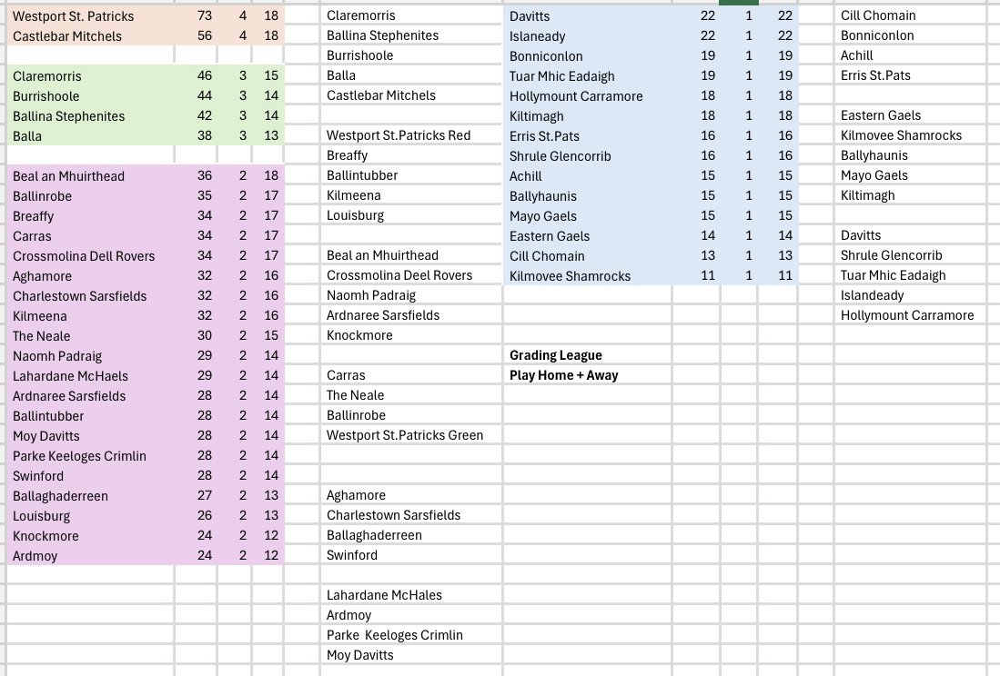 Westport St. Patricks 73 4 18 Claremorris Davitts 22 1 22 Cill Chomain
Castlebar Mitchels 56 4 18 Ballina Stephenites Islaneady 22 1 22 Bonniconlon
Burrishoole Bonniconlon 19 1 19 Achill
Claremorris 46 3 15 Balla Tuar Mhic Eadaigh 19 1 19 Erris St.Pats
Burrishoole 44 3 14 Castlebar Mitchels Hollymount Carramore 18 1 18
Ballina Stephenites 42 3 14 Kiltimagh 18 1 18 Eastern Gaels
Balla 38 3 13 Westport St.Patricks Red Erris St.Pats 16 1 16 Kilmovee Shamrocks
Breaffy Shrule Glencorrib 16 1 16 Ballyhaunis
Beal an Mhuirthead 36 2 18 Ballintubber Achill 15 1 15 Mayo Gaels
Ballinrobe 35 2 17 Kilmeena Ballyhaunis 15 1 15 Kiltimagh
Breaffy 34 2 17 Louisburg Mayo Gaels 15 1 15
Carras 34 2 17 Eastern Gaels 14 1 14 Davitts
Crossmolina Dell Rovers 34 2 17 Beal an Mhuirthead Cill Chomain 13 1 13 Shrule Glencorrib
Aghamore 32 2 16 Crossmolina Deel Rovers Kilmovee Shamrocks 11 1 11 Tuar Mhic Eadaigh
Charlestown Sarsfields 32 2 16 Naomh Padraig Islandeady
Kilmeena 32 2 16 Ardnaree Sarsfields Hollymount Carramore
The Neale 30 2 15 Knockmore
Naomh Padraig 29 2 14 Grading League
Lahardane McHaels 29 2 14 Carras Play Home + Away
Ardnaree Sarsfields 28 2 14 The Neale
Ballintubber 28 2 14 Ballinrobe
Moy Davitts 28 2 14 Westport St.Patricks Green
Parke Keeloges Crimlin 28 2 14
Swinford 28 2 14
Ballaghaderreen 27 2 13 Aghamore
Louisburg 26 2 13 Charlestown Sarsfields
Knockmore 24 2 12 Ballaghaderreen
Ardmoy 24 2 12 Swinford
Lahardane McHales
Ardmoy
Parke Keeloges Crimlin
Moy Davitts